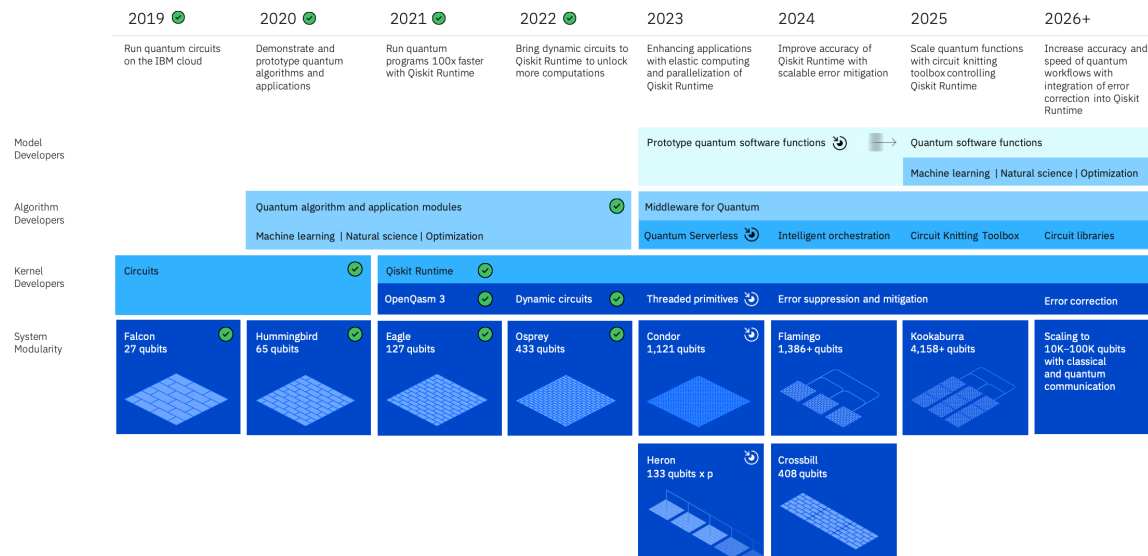 2019
2020
2021
2022
2023
2024
2025
2026+
Run quantum circuits
on the IBM cloud
Demonstrate and
prototype quantum
algorithms and
applications
Run quantum
programs 100x faster
with Qiskit Runtime
Bring dynamic circuits to
Qiskit Runtime to unlock
more computations
Enhancing applications
with elastic computing
and parallelization of
Qiskit Runtime
Improve accuracy of
Qiskit Runtime with
scalable error mitigation
Scale quantum functions
with circuit knitting
toolbox controlling
Qiskit Runtime
Increase accuracy and
speed of quantum
workflows with
integration of error
correction into Qiskit
Runtime
Model
Developers
Prototype quantum software functions
Quantum software functions
Machine learning | Natural science | Optimization
Algorithm
Developers
Quantum algorithm and application modules
Machine learning | Natural science | Optimization
Middleware for Quantum
Quantum Serverless
Intelligent orchestration
Circuit Knitting Toolbox
Circuit libraries
Kernel
Developers
Circuits
Qiskit Runtime
OpenQasm 3
Dynamic circuits
Threaded primitives
Error suppression and mitigation
Error correction
System
Modularity
Falcon
27 qubits
Hummingbird
65 qubits
Eagle
127 qubits
Osprey
433 qubits
Condor
1,121 qubits
Flamingo
1,386+ qubits
Kookaburra
4,158+ qubits
Scaling to
10K–100K qubits
with classical
and quantum
communication
Heron
133 qubits x p
Crossbill
408 qubits